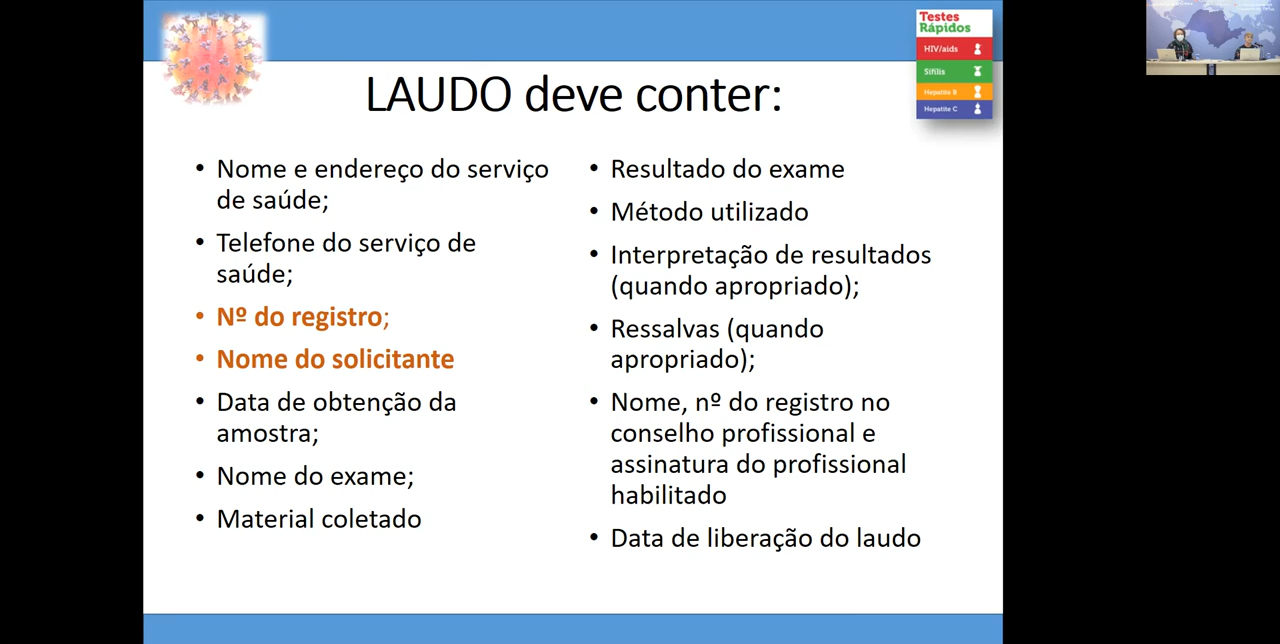 Testes
Rápidos
HIV/aids
Sífilis
Hepatite B
Hepatite C
LAUDO deve conter:
• Nome e endereço do serviço
de saúde;
• Telefone do serviço de
saúde;
• Nº do registro;
• Nome do solicitante
• Data de obtenção da
amostra;
• Nome do exame;
• Material coletado
• Resultado do exame
• Método utilizado
• Interpretação de resultados
(quando apropriado);
• Ressalvas (quando
apropriado);
• Nome, nº do registro no
conselho profissional e
assinatura do profissional
habilitado
• Data de liberação do laudo